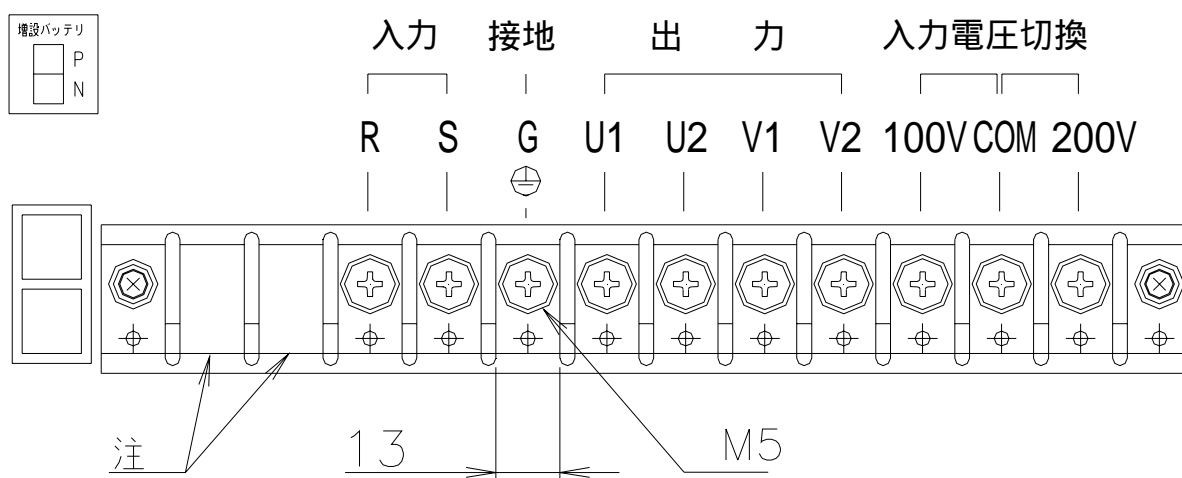 増設バッテリ
P
N
入力 接地 出 力 入力電圧切換
R S G U1 U2 V1 V2 100V COM 200V
注 13 M5